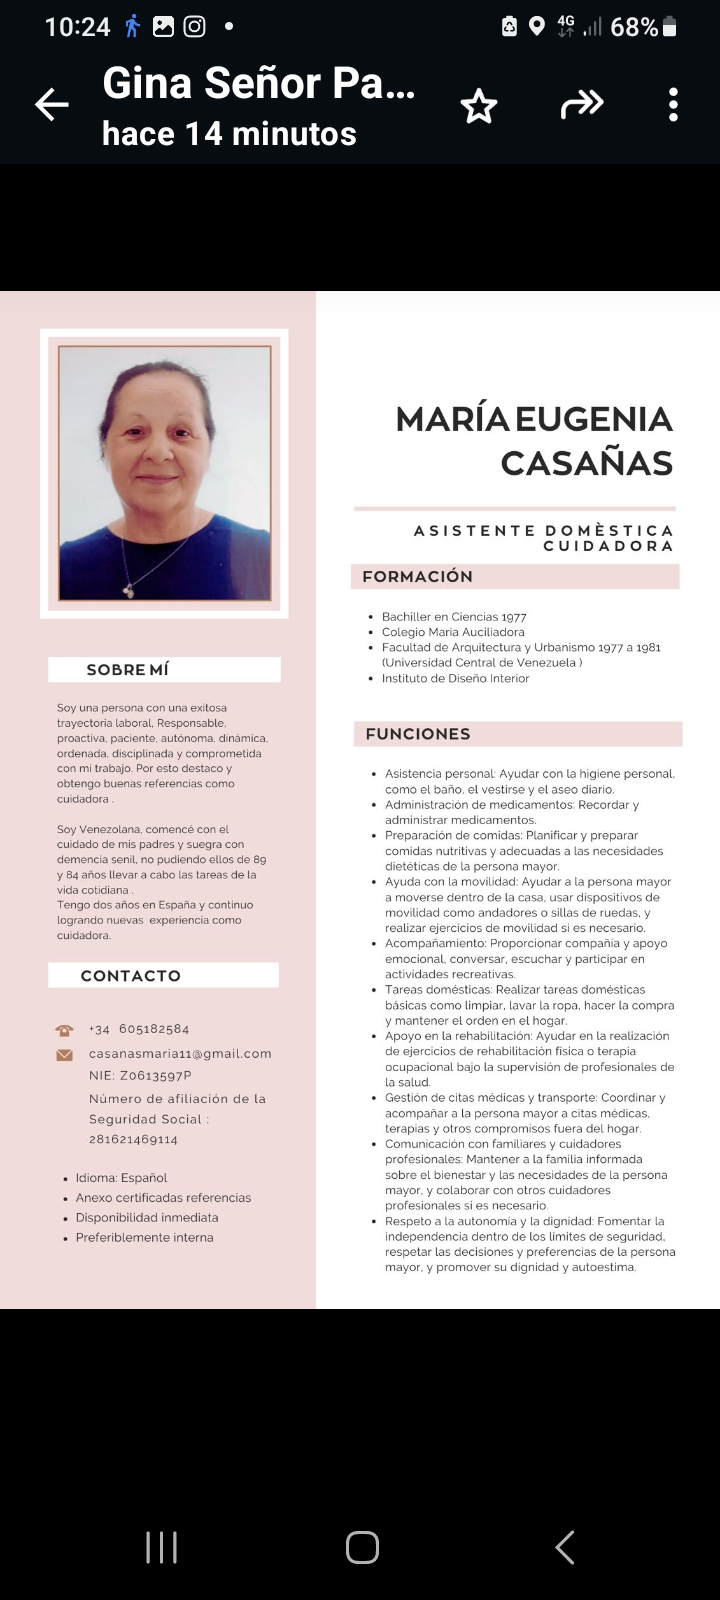 10:24
4G
68%
Gina Señor Pa...
hace 14 minutos
MARÍA EUGENIA
CASAÑAS
ASISTENTE DOMÈSTICA
CUIDADORA
FORMACIÓN
• Bachiller en Ciencias 1977
• Colegio Maria Auciliadora
• Facultad de Arquitectura y Urbanismo 1977 a 1981
(Universidad Central de Venezuela )
• Instituto de Diseño Interior
SOBRE MÍ
Soy una persona con una exitosa
trayectoria laboral, Responsable,
proactiva, paciente, autónoma, dinámica,
ordenada, disciplinada y comprometida
con mi trabajo. Por esto destaco y
obtengo buenas referencias como
cuidadora .
Soy Venezolana, comencé con el
cuidado de mis padres y suegra con
demencia senil, no pudiendo ellos de 89
y 84 años llevar a cabo las tareas de la
vida cotidiana .
Tengo dos años en España y continuo
logrando nuevas experiencia como
cuidadora.
CONTACTO
+34 605182584
casanasmaria11@gmail.com
NIE: Z0613597P
Número de afiliación de la
Seguridad Social :
281621469114
• Idioma: Español
• Anexo certificadas referencias
• Disponibilidad inmediata
• Preferiblemente interna
FUNCIONES
• Asistencia personal: Ayudar con la higiene personal,
como el baño, el vestirse y el aseo diario.
• Administración de medicamentos: Recordar y
administrar medicamentos.
• Preparación de comidas: Planificar y preparar
comidas nutritivas y adecuadas a las necesidades
dietéticas de la persona mayor.
• Ayuda con la movilidad: Ayudar a la persona mayor
a moverse dentro de la casa, usar dispositivos de
movilidad como andadores o sillas de ruedas, y
realizar ejercicios de movilidad si es necesario.
• Acompañamiento: Proporcionar compañía y apoyo
emocional, conversar, escuchar y participar en
actividades recreativas.
• Tareas domésticas: Realizar tareas domésticas
básicas como limpiar, lavar la ropa, hacer la compra
y mantener el orden en el hogar.
• Apoyo en la rehabilitación: Ayudar en la realización
de ejercicios de rehabilitación física o terapia
ocupacional bajo la supervisión de profesionales de
la salud.
• Gestión de citas médicas y transporte: Coordinar y
acompañar a la persona mayor a citas médicas,
terapias y otros compromisos fuera del hogar.
• Comunicación con familiares y cuidadores
profesionales: Mantener a la familia informada
sobre el bienestar y las necesidades de la persona
mayor, y colaborar con otros cuidadores
profesionales si es necesario.
• Respeto a la autonomía y la dignidad: Fomentar la
independencia dentro de los límites de seguridad,
respetar las decisiones y preferencias de la persona
mayor, y promover su dignidad y autoestima.